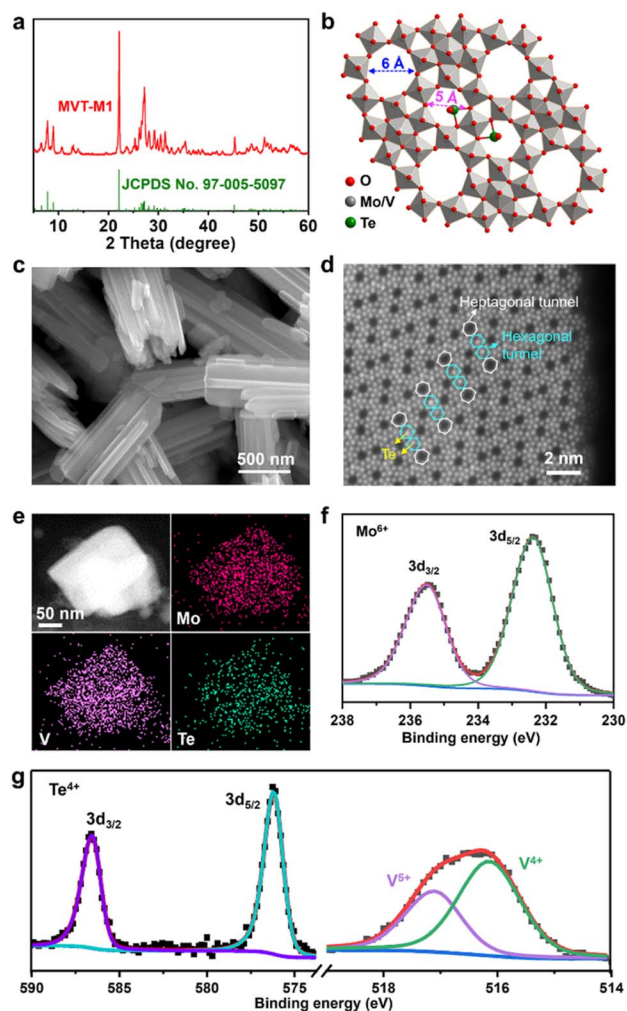 a
MVT-M1
JCPDS No. 97-005-5097
10 20 30 40 50 60
2 Theta (degree)
b
6 Å
5 Å
O
Mo/V
Te
c
500 nm
d
Heptagonal tunnel
Hexagonal
tunnel
Te
2 nm
e
50 nm
Mo
V
Te
f
Mo⁶⁺
3d₃/₂
3d₅/₂
238 236 234 232 230
Binding energy (eV)
g
Te⁴⁺
3d₃/₂
3d₅/₂
V⁵⁺
V⁴⁺
590 585 580 575 518 516 514
Binding energy (eV)